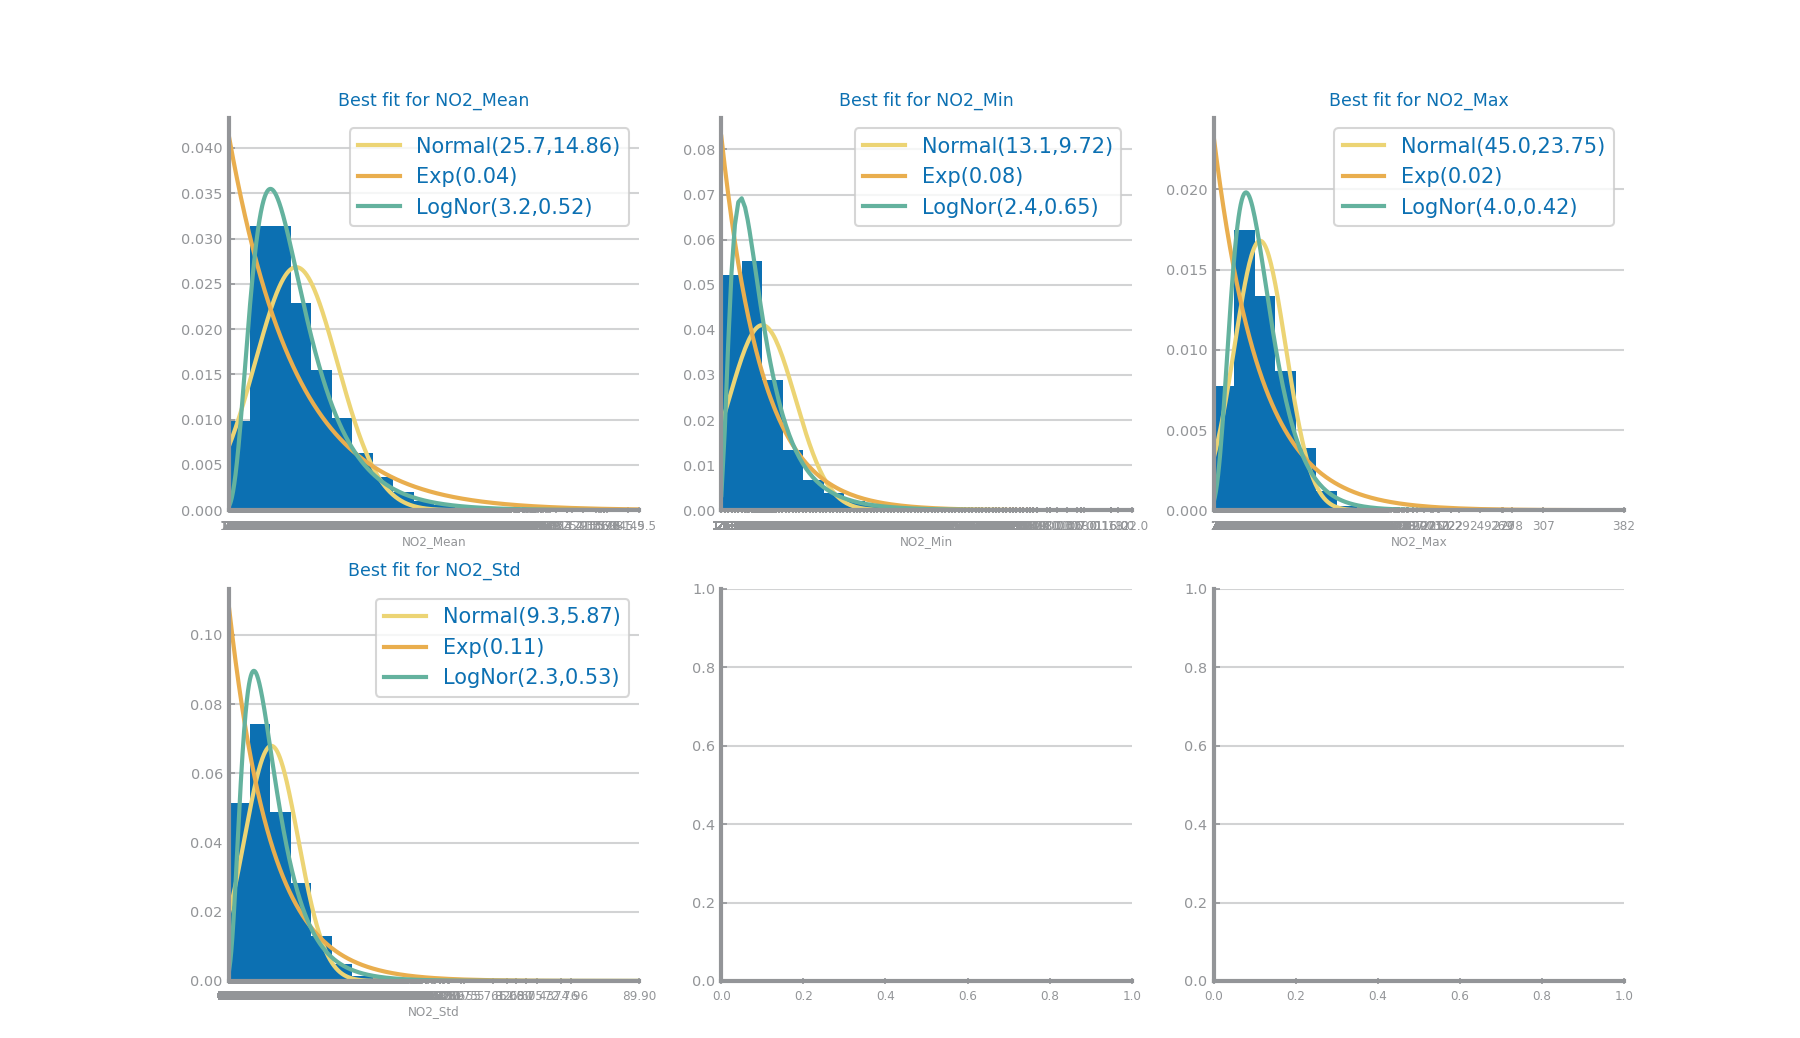 Best fit for NO2_Mean
0.040
0.035
0.030
0.025
0.020
0.015
0.010
0.005
0.000
Normal(25.7,14.86)
Exp(0.04)
LogNor(3.2,0.52)
NO2_Mean
Best fit for NO2_Min
0.08
0.07
0.06
0.05
0.04
0.03
0.02
0.01
0.00
Normal(13.1,9.72)
Exp(0.08)
LogNor(2.4,0.65)
NO2_Min
Best fit for NO2_Max
0.020
0.015
0.010
0.005
0.000
Normal(45.0,23.75)
Exp(0.02)
LogNor(4.0,0.42)
307 382
NO2_Max
Best fit for NO2_Std
0.10
0.08
0.06
0.04
0.02
0.00
Normal(9.3,5.87)
Exp(0.11)
LogNor(2.3,0.53)
89.90
NO2_Std
1.0
0.8
0.6
0.4
0.2
0.0
0.0 0.2 0.4 0.6 0.8 1.0
1.0
0.8
0.6
0.4
0.2
0.0
0.0 0.2 0.4 0.6 0.8 1.0